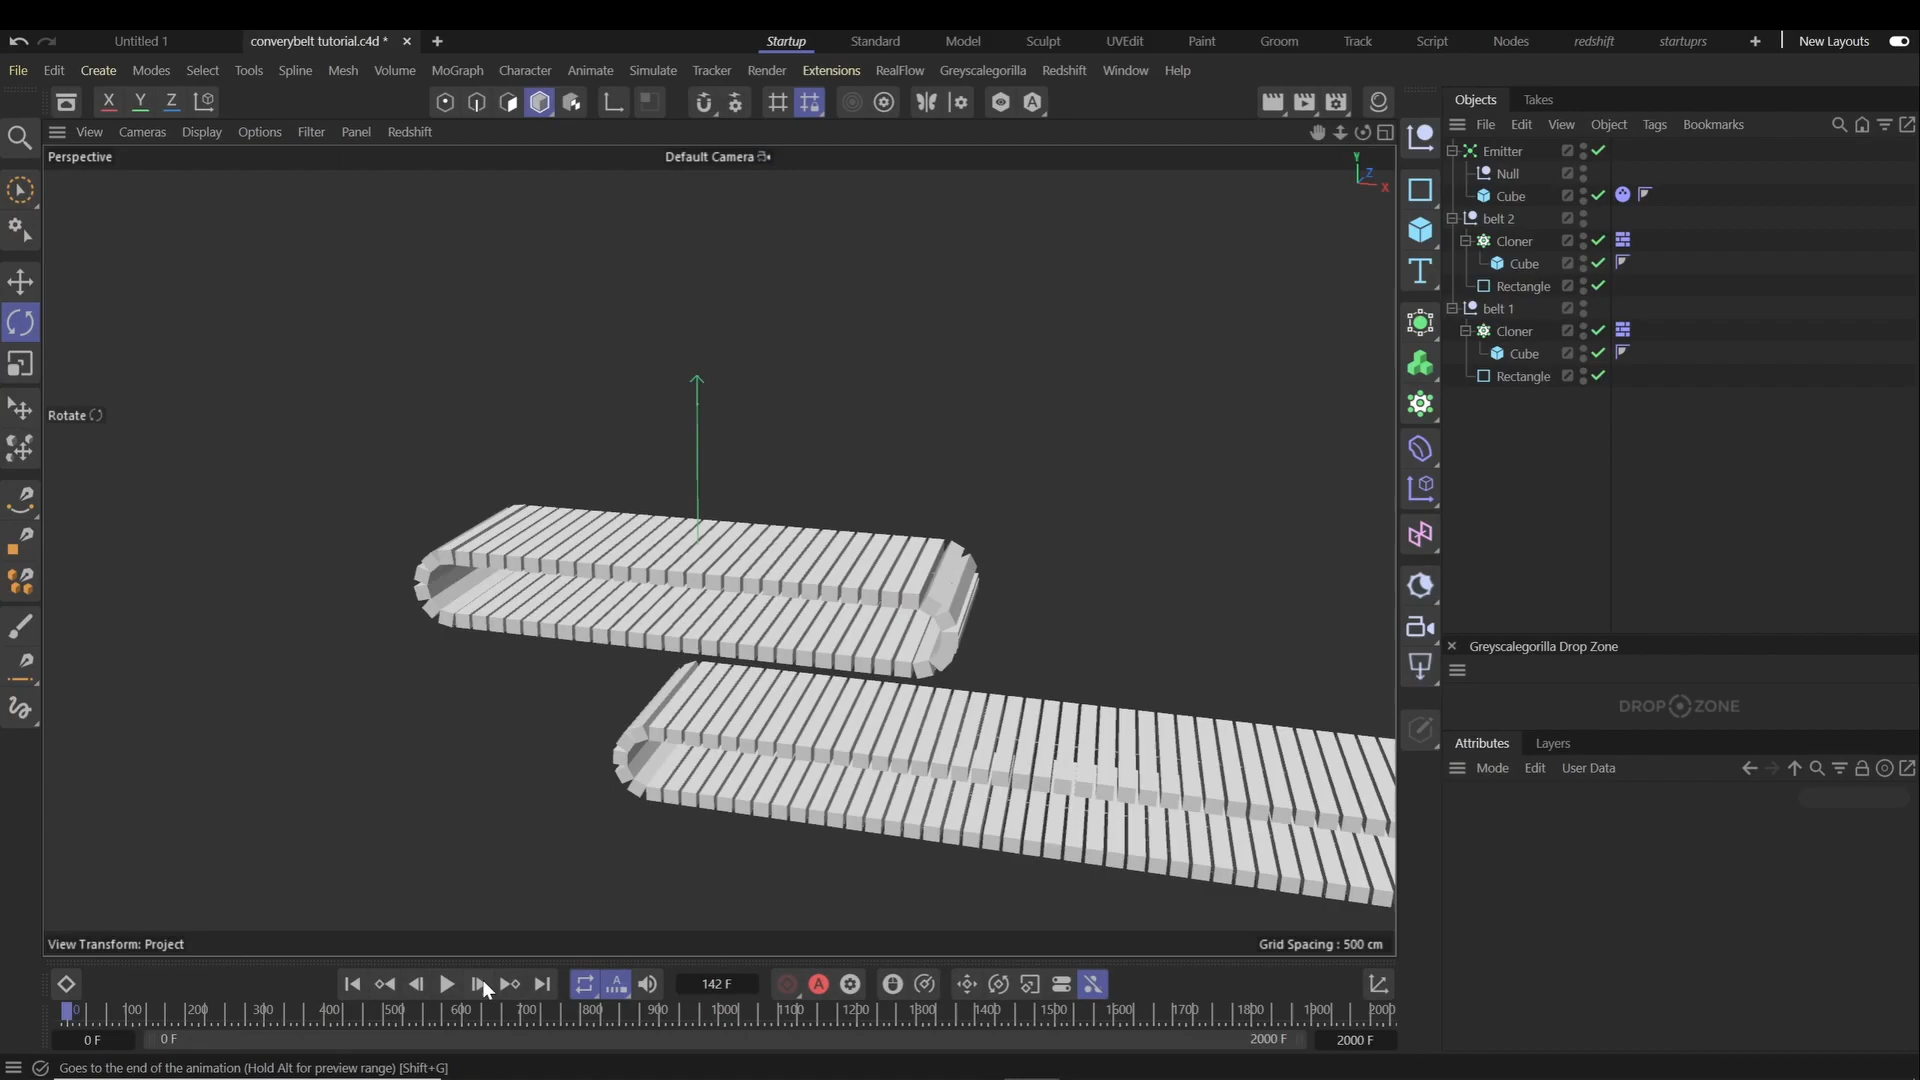 Untitled 1
converybelt tutorial.c4d *
Startup
Standard
Model
Sculpt
UVEdit
Paint
Groom
Track
Script
Nodes
redshift
startuprs
New Layouts
File Edit Create Modes Select Tools Spline Mesh Volume MoGraph Character Animate Simulate Tracker Render Extensions RealFlow Greyscalegorilla Redshift Window Help
X Y Z
View Cameras Display Options Filter Panel Redshift
Perspective
Default Camera
Y
Z
X
Rotate
View Transform: Project
Grid Spacing : 500 cm
Objects Takes
File Edit View Object Tags Bookmarks
Emitter
Null
Cube
belt 2
Cloner
Cube
Rectangle
belt 1
Cloner
Cube
Rectangle
Greyscalegorilla Drop Zone
DROP ZONE
Attributes Layers
Mode Edit User Data
142 F
0 100 200 300 400 500 600 700 800 900 1000 1100 1200 1300 1400 1500 1600 1700 1800 1900 2000
0 F 0 F 2000 F 2000 F
Goes to the end of the animation (Hold Alt for preview range) [Shift+G]